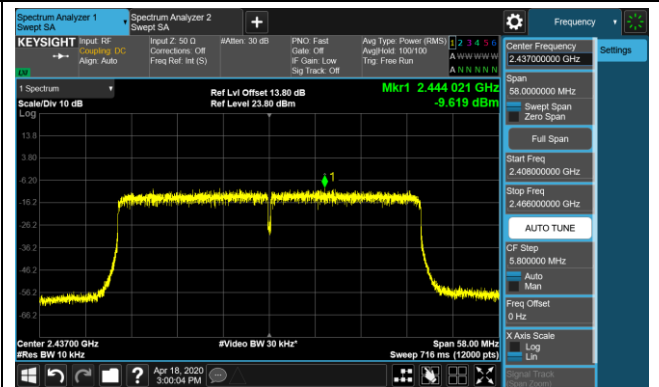 Spectrum Analyzer 1
Swept SA
Spectrum Analyzer 2
Swept SA
+
Frequency
KEYSIGHT
Input: RF
Coupling: DC
Align: Auto
Input Z: 50 Ω
Corrections: Off
Freq Ref: Int (S)
#Atten: 30 dB
PNO: Fast
Gate: Off
IF Gain: Low
Sig Track: Off
Avg Type: Power (RMS)
Avg|Hold: 100/100
Trig: Free Run
1 2 3 4 5 6
A W W W W W
A N N N N N
LXI
1 Spectrum
Scale/Div 10 dB
Log
Ref Lvl Offset 13.80 dB
Ref Level 23.80 dBm
Mkr1 2.444 021 GHz
-9.619 dBm
13.8
3.80
-6.20
-16.2
-26.2
-36.2
-46.2
-56.2
-66.2
1
Center 2.43700 GHz
#Res BW 10 kHz
#Video BW 30 kHz*
Span 58.00 MHz
Sweep 716 ms (12000 pts)
Apr 18, 2020
3:00:04 PM
Center Frequency
2.437000000 GHz
Span
58.0000000 MHz
Swept Span
Zero Span
Full Span
Start Freq
2.408000000 GHz
Stop Freq
2.466000000 GHz
AUTO TUNE
CF Step
5.800000 MHz
Auto
Man
Freq Offset
0 Hz
X Axis Scale
Log
Lin
Signal Track
(Span Zoom)
Settings